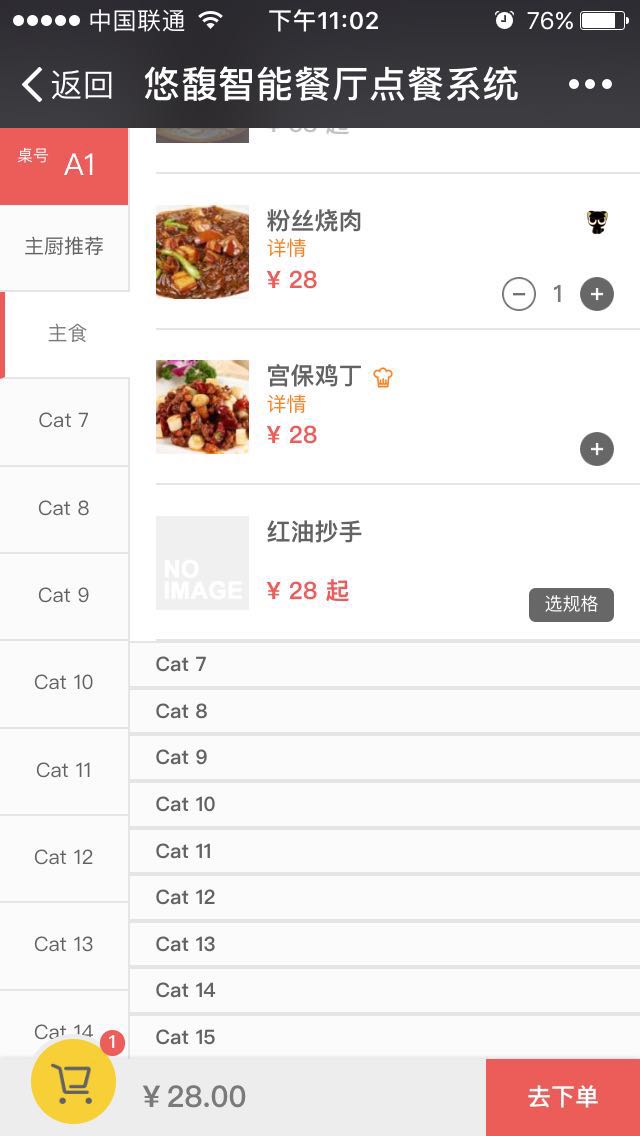 中国联通 下午11:02 76%
返回 悠馥智能餐厅点餐系统
桌号 A1
主厨推荐
主食
Cat 7
Cat 8
Cat 9
Cat 10
Cat 11
Cat 12
Cat 13
Cat 14
粉丝烧肉
详情
¥ 28
1
宫保鸡丁
详情
¥ 28
NO
IMAGE
红油抄手
¥ 28 起
选规格
Cat 7
Cat 8
Cat 9
Cat 10
Cat 11
Cat 12
Cat 13
Cat 14
Cat 15
1
¥ 28.00
去下单